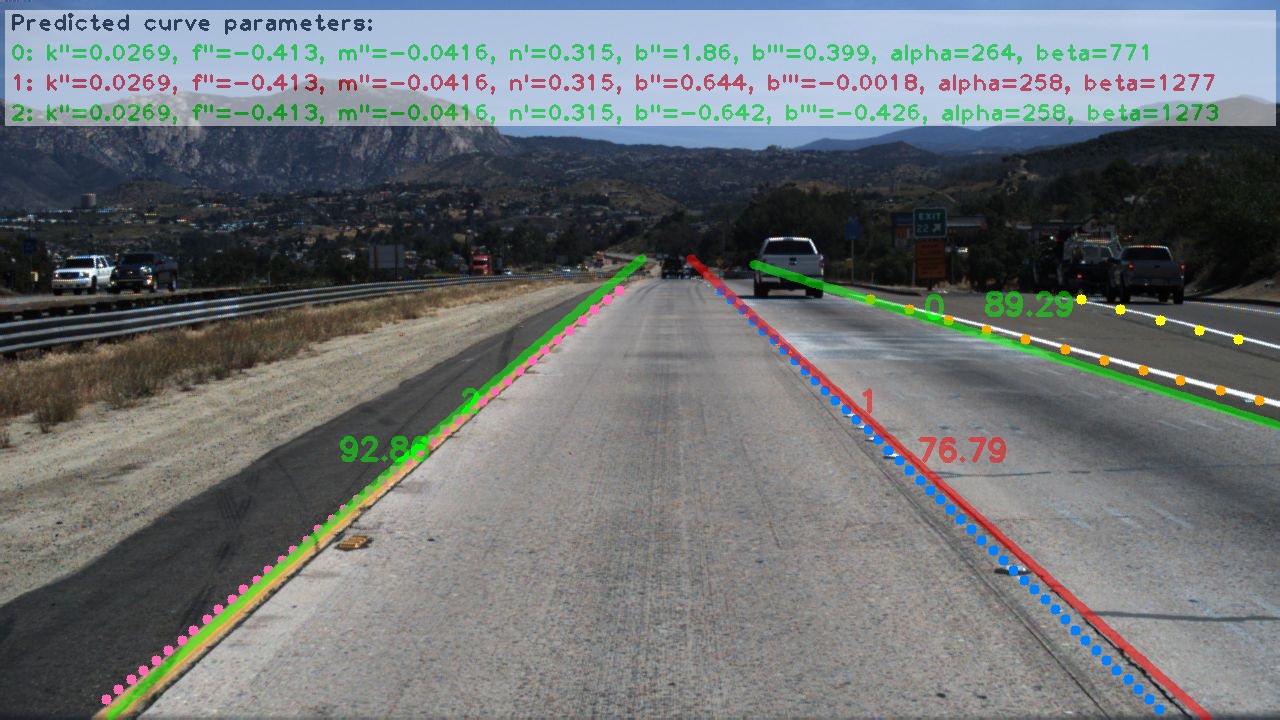 Predicted curve parameters:
0: k''=0.0269, f''=-0.413, m''=-0.0416, n'=0.315, b''=1.86, b'''=0.399, alpha=264, beta=771
1: k''=0.0269, f''=-0.413, m''=-0.0416, n'=0.315, b''=0.644, b'''=-0.0018, alpha=258, beta=1277
2: k''=0.0269, f''=-0.413, m''=-0.0416, n'=0.315, b''=-0.642, b'''=-0.426, alpha=258, beta=1273
EXIT
22
0 89.29
2
1
92.86
76.79